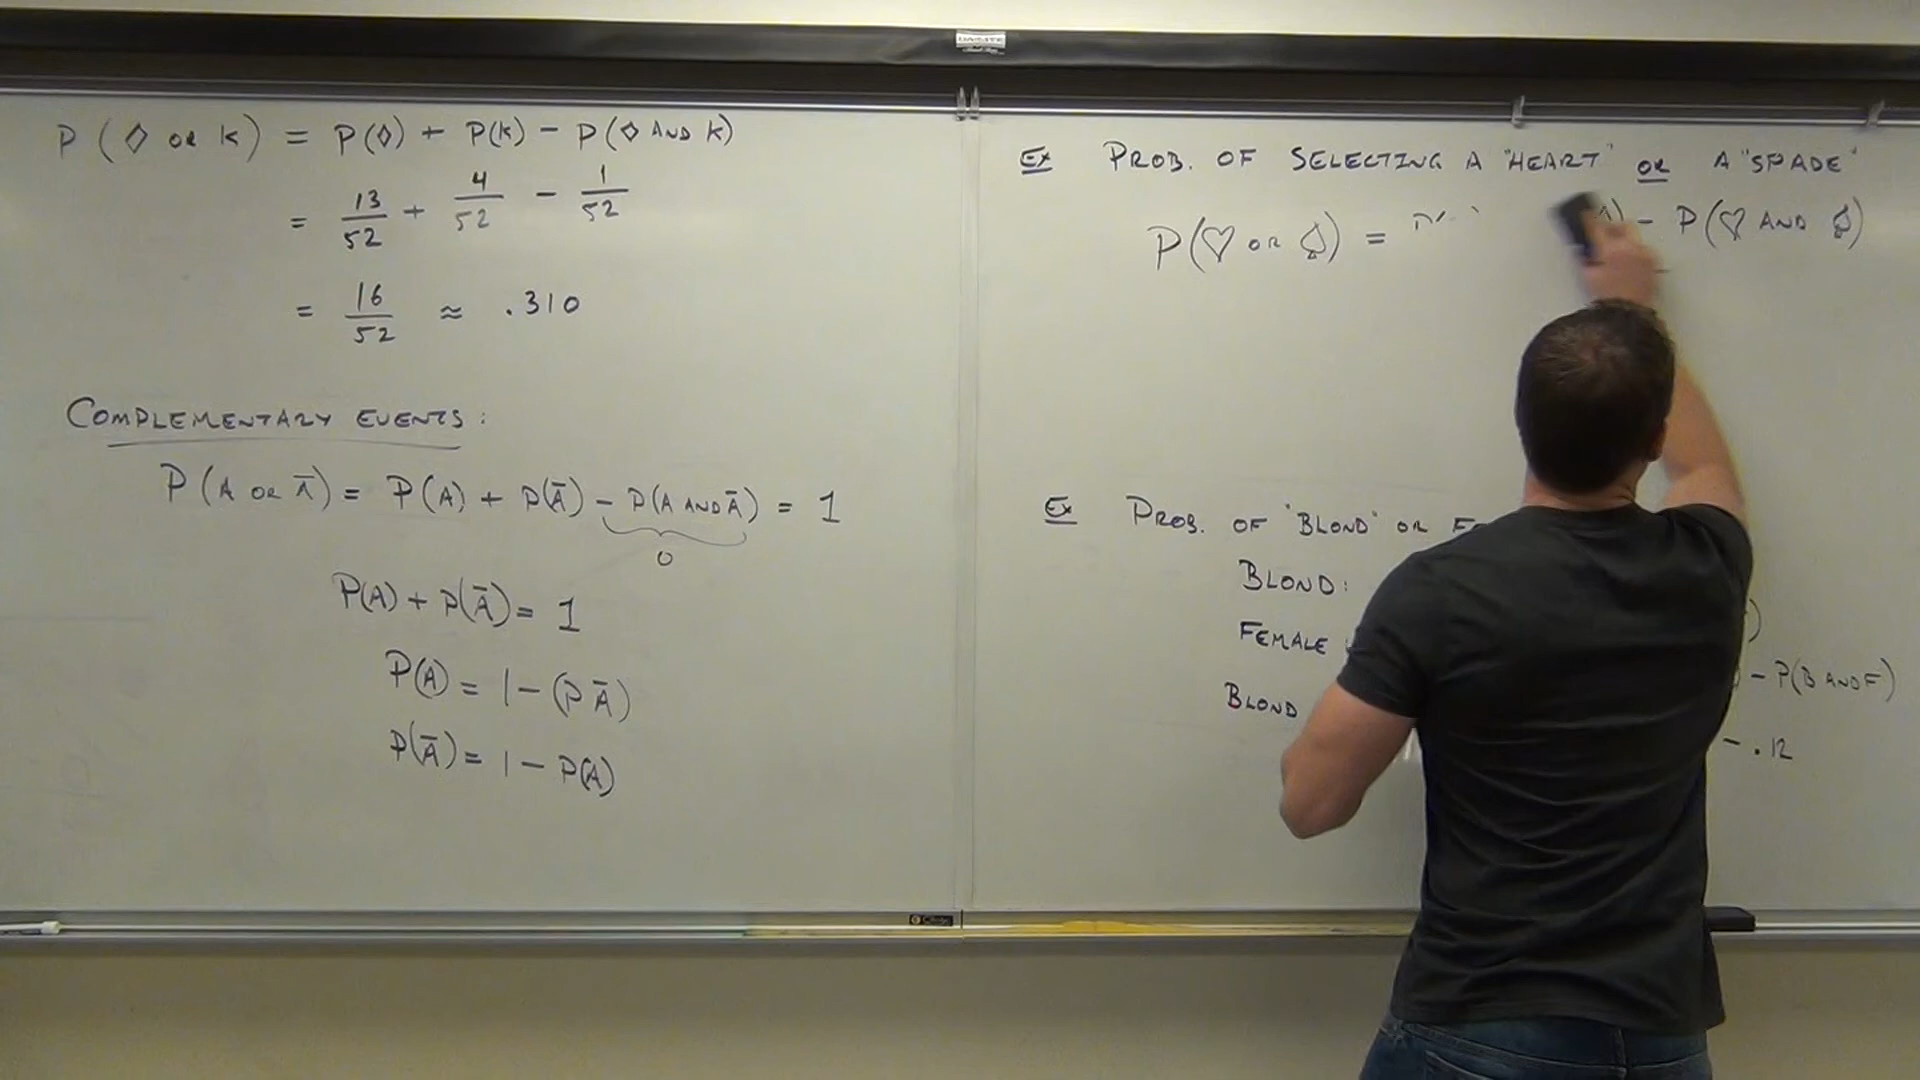 P(◊ OR K) = P(◊) + P(K) - P(◊ AND K)
= 13/52 + 4/52 - 1/52
= 16/52 ≈ .310
COMPLEMENTARY EVENTS:
P(A OR Ā) = P(A) + P(Ā) - P(A AND Ā) = 1
0
P(A) + P(Ā) = 1
P(A) = 1 - (P Ā)
P(Ā) = 1 - P(A)
EX PROB. OF SELECTING A "HEART" OR A "SPADE"
P(♡ OR ♤) = - P(♡ AND ♤)
EX PROB. OF "BLOND" OR
BLOND:
FEMALE
BLOND - P(B AND F)
- .12